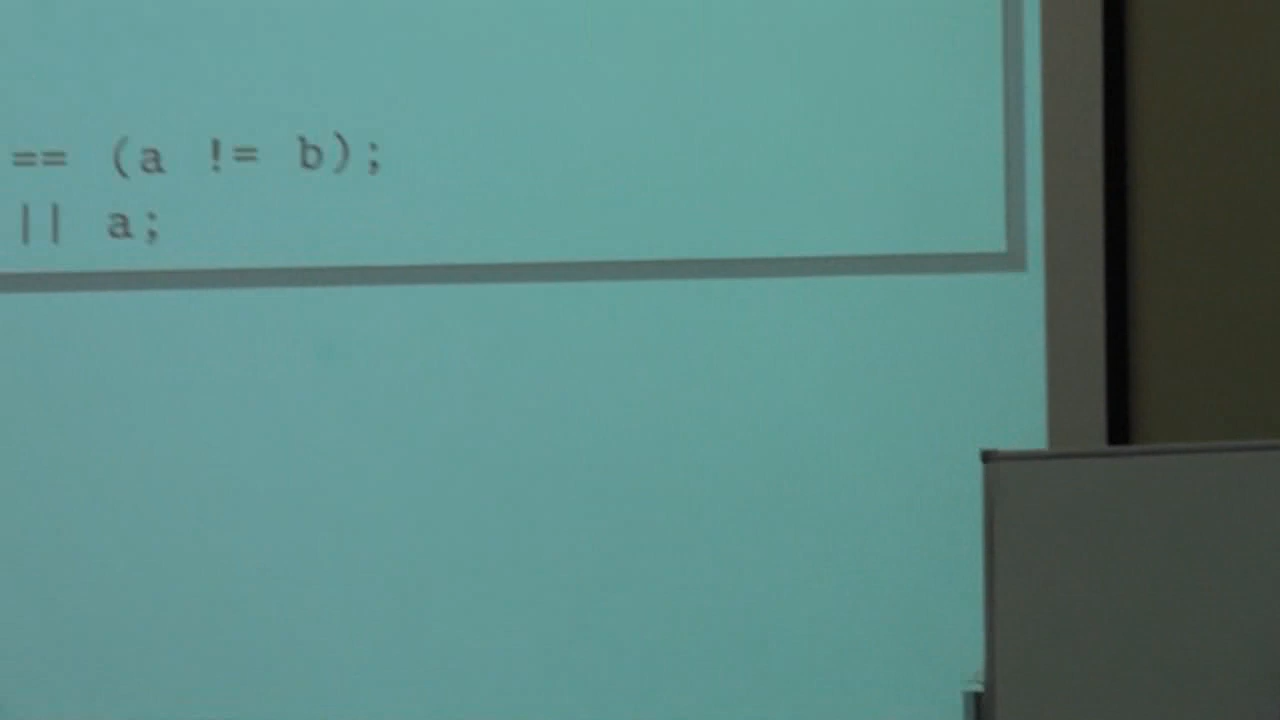 == (a != b);
|| a;